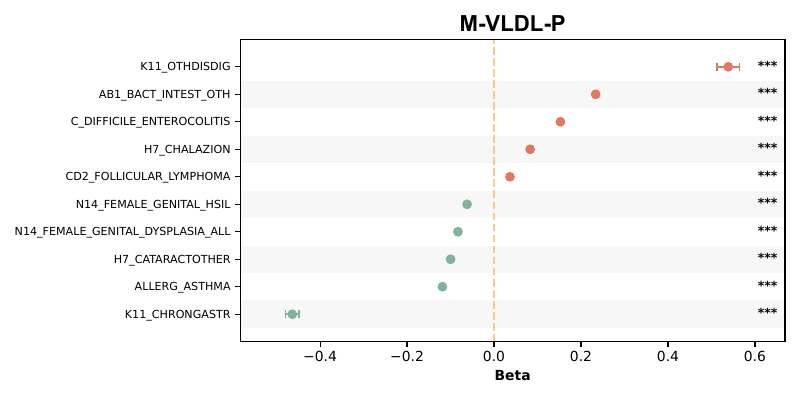 M-VLDL-P
K11_OTHDISDIG ***
AB1_BACT_INTEST_OTH ***
C_DIFFICILE_ENTEROCOLITIS ***
H7_CHALAZION ***
CD2_FOLLICULAR_LYMPHOMA ***
N14_FEMALE_GENITAL_HSIL ***
N14_FEMALE_GENITAL_DYSPLASIA_ALL ***
H7_CATARACTOTHER ***
ALLERG_ASTHMA ***
K11_CHRONGASTR ***
−0.4 −0.2 0.0 0.2 0.4 0.6
Beta